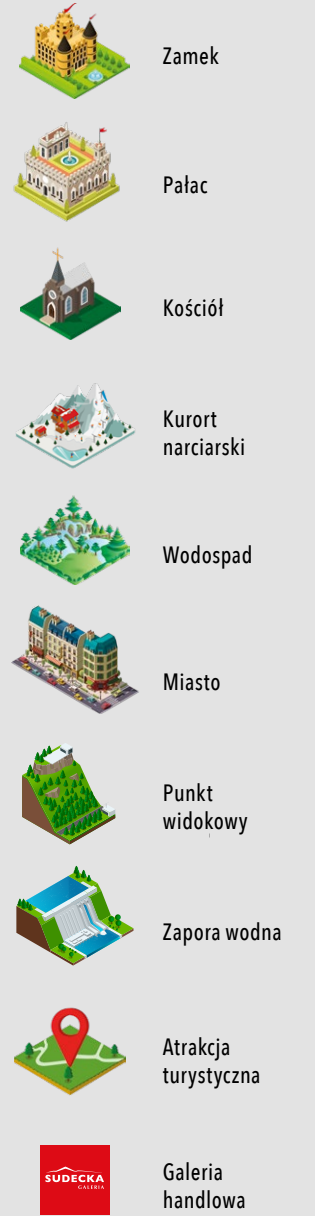 Zamek
Pałac
Kościół
Kurort
narciarski
Wodospad
Miasto
Punkt
widokowy
Zapora wodna
Atrakcja
turystyczna
SUDECKA
GALERIA
Galeria
handlowa